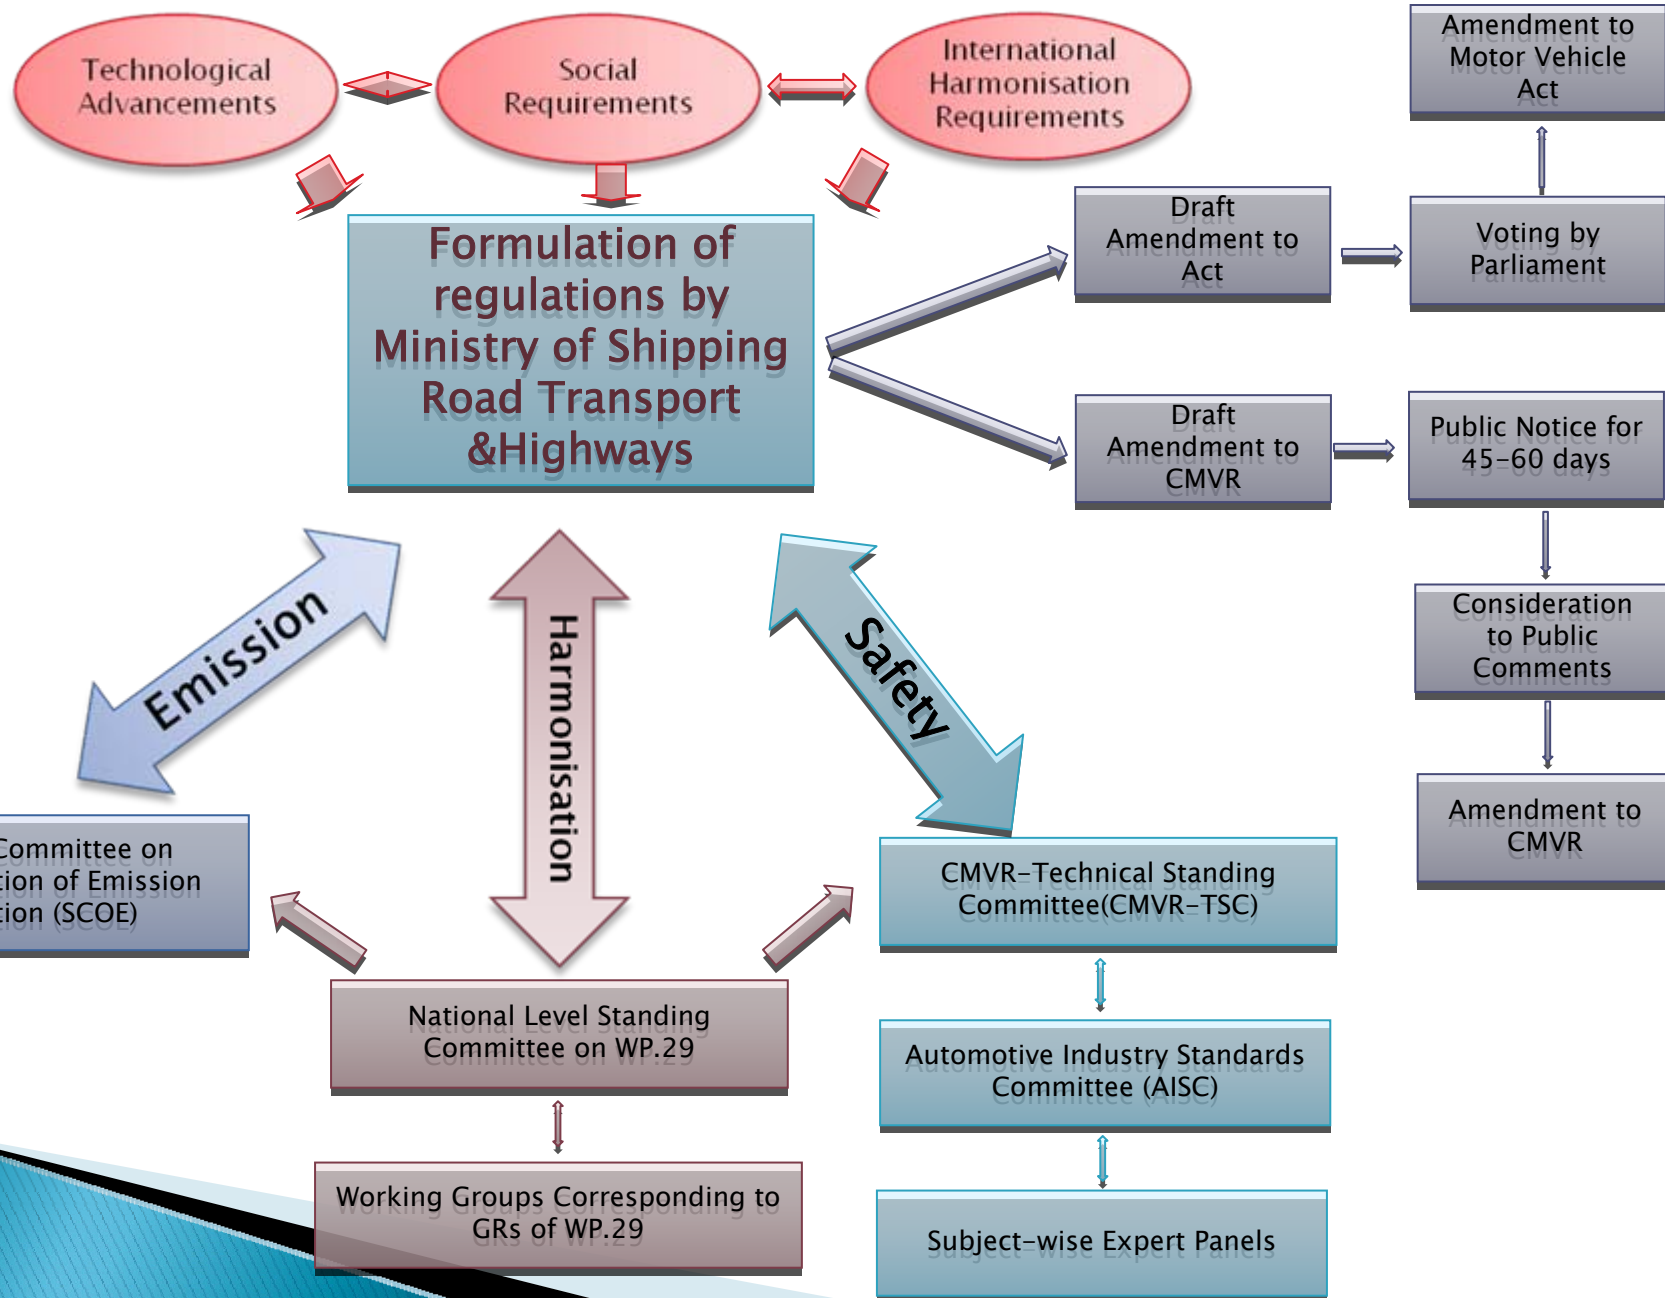 Technological
Advancements
Social
Requirements
International
Harmonisation
Requirements
Amendment to
Motor Vehicle
Act
Formulation of
regulations by
Ministry of Shipping
Road Transport
&Highways
Draft
Amendment to
Act
Voting by
Parliament
Draft
Amendment to
CMVR
Public Notice for
45-60 days
Consideration
to Public
Comments
Amendment to
CMVR
Emission
Harmonisation
Safety
Committee on
tion of Emission
tion (SCOE)
CMVR-Technical Standing
Committee(CMVR-TSC)
National Level Standing
Committee on WP.29
Automotive Industry Standards
Committee (AISC)
Working Groups Corresponding to
GRs of WP.29
Subject-wise Expert Panels